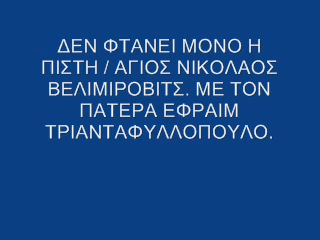 ΔΕΝ ΦΤΑΝΕΙ ΜΟΝΟ Η
ΠΙΣΤΗ / ΑΓΙΟΣ ΝΙΚΟΛΑΟΣ
ΒΕΛΙΜΙΡΟΒΙΤΣ. ΜΕ ΤΟΝ
ΠΑΤΕΡΑ ΕΦΡΑΙΜ
ΤΡΙΑΝΤΑΦΥΛΛΟΠΟΥΛΟ.